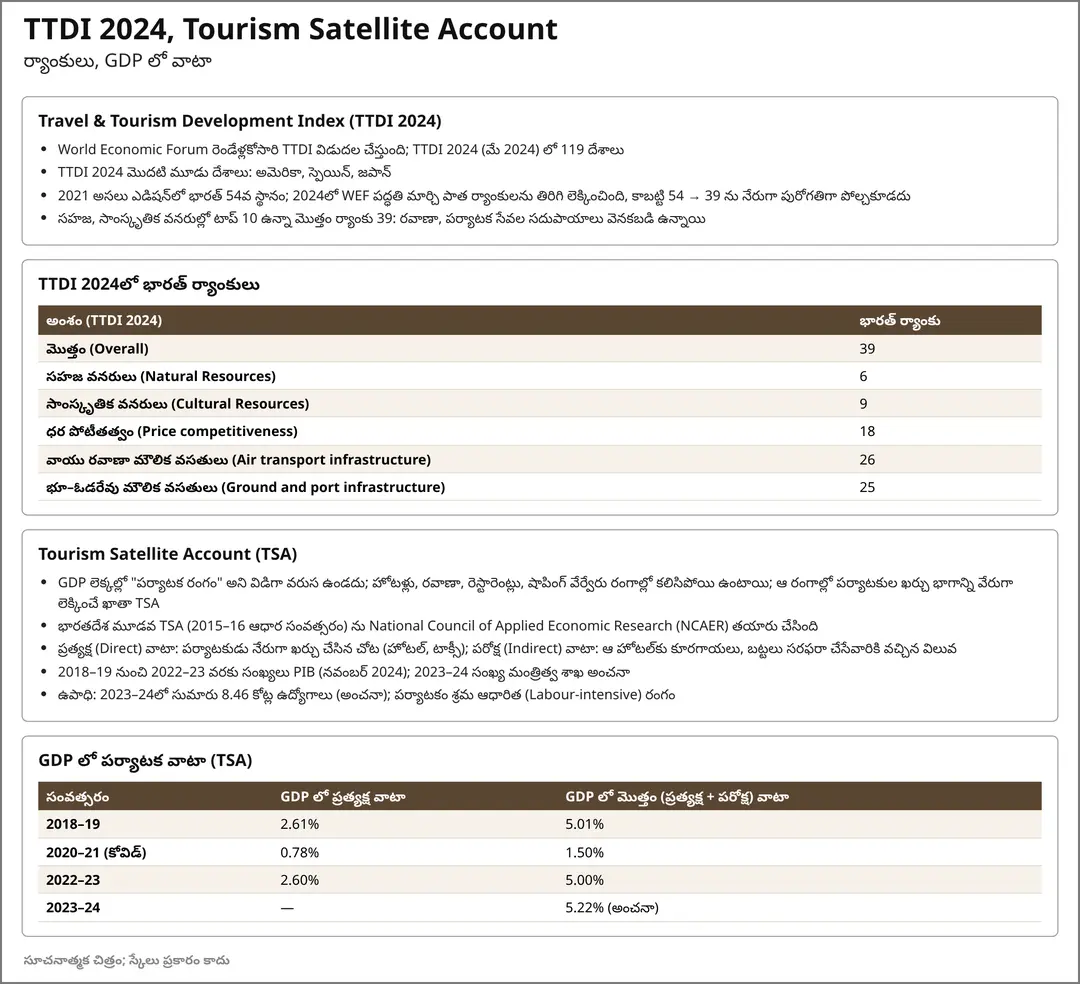 TTDI 2024, Tourism Satellite Account
ర్యాంకులు, GDP లో వాటా
Travel & Tourism Development Index (TTDI 2024)
• World Economic Forum రెండేళ్లకోసారి TTDI విడుదల చేస్తుంది; TTDI 2024 (మే 2024) లో 119 దేశాలు
• TTDI 2024 మొదటి మూడు దేశాలు: అమెరికా, స్పెయిన్, జపాన్
• 2021 అసలు ఎడిషన్‌లో భారత్ 54వ స్థానం; 2024లో WEF పద్ధతి మార్చి పాత ర్యాంకులను తిరిగి లెక్కించింది, కాబట్టి 54 → 39 ను నేరుగా పురోగతిగా పోల్చకూడదు
• సహజ, సాంస్కృతిక వనరుల్లో టాప్ 10 ఉన్నా మొత్తం ర్యాంకు 39: రవాణా, పర్యాటక సేవల సదుపాయాలు వెనకబడి ఉన్నాయి
TTDI 2024లో భారత్ ర్యాంకులు
అంశం (TTDI 2024) భారత్ ర్యాంకు
మొత్తం (Overall) 39
సహజ వనరులు (Natural Resources) 6
సాంస్కృతిక వనరులు (Cultural Resources) 9
ధర పోటీతత్వం (Price competitiveness) 18
వాయు రవాణా మౌలిక వసతులు (Air transport infrastructure) 26
భూ–ఓడరేవు మౌలిక వసతులు (Ground and port infrastructure) 25
Tourism Satellite Account (TSA)
• GDP లెక్కల్లో "పర్యాటక రంగం" అని విడిగా వరుస ఉండదు; హోటళ్లు, రవాణా, రెస్టారెంట్లు, షాపింగ్ వేర్వేరు రంగాల్లో కలిసిపోయి ఉంటాయి; ఆ రంగాల్లో పర్యాటకుల ఖర్చు భాగాన్ని వేరుగా
లెక్కించే ఖాతా TSA
• భారతదేశ మూడవ TSA (2015–16 ఆధార సంవత్సరం) ను National Council of Applied Economic Research (NCAER) తయారు చేసింది
• ప్రత్యక్ష (Direct) వాటా: పర్యాటకుడు నేరుగా ఖర్చు చేసిన చోట (హోటల్, టాక్సీ); పరోక్ష (Indirect) వాటా: ఆ హోటల్‌కు కూరగాయలు, బట్టలు సరఫరా చేసేవారికి వచ్చిన విలువ
• 2018–19 నుంచి 2022–23 వరకు సంఖ్యలు PIB (నవంబర్ 2024); 2023–24 సంఖ్య మంత్రిత్వ శాఖ అంచనా
• ఉపాధి: 2023–24లో సుమారు 8.46 కోట్ల ఉద్యోగాలు (అంచనా); పర్యాటకం శ్రమ ఆధారిత (Labour-intensive) రంగం
GDP లో పర్యాటక వాటా (TSA)
సంవత్సరం GDP లో ప్రత్యక్ష వాటా GDP లో మొత్తం (ప్రత్యక్ష + పరోక్ష) వాటా
2018–19 2.61% 5.01%
2020–21 (కోవిడ్) 0.78% 1.50%
2022–23 2.60% 5.00%
2023–24 — 5.22% (అంచనా)
సూచనాత్మక చిత్రం; స్కేలు ప్రకారం కాదు